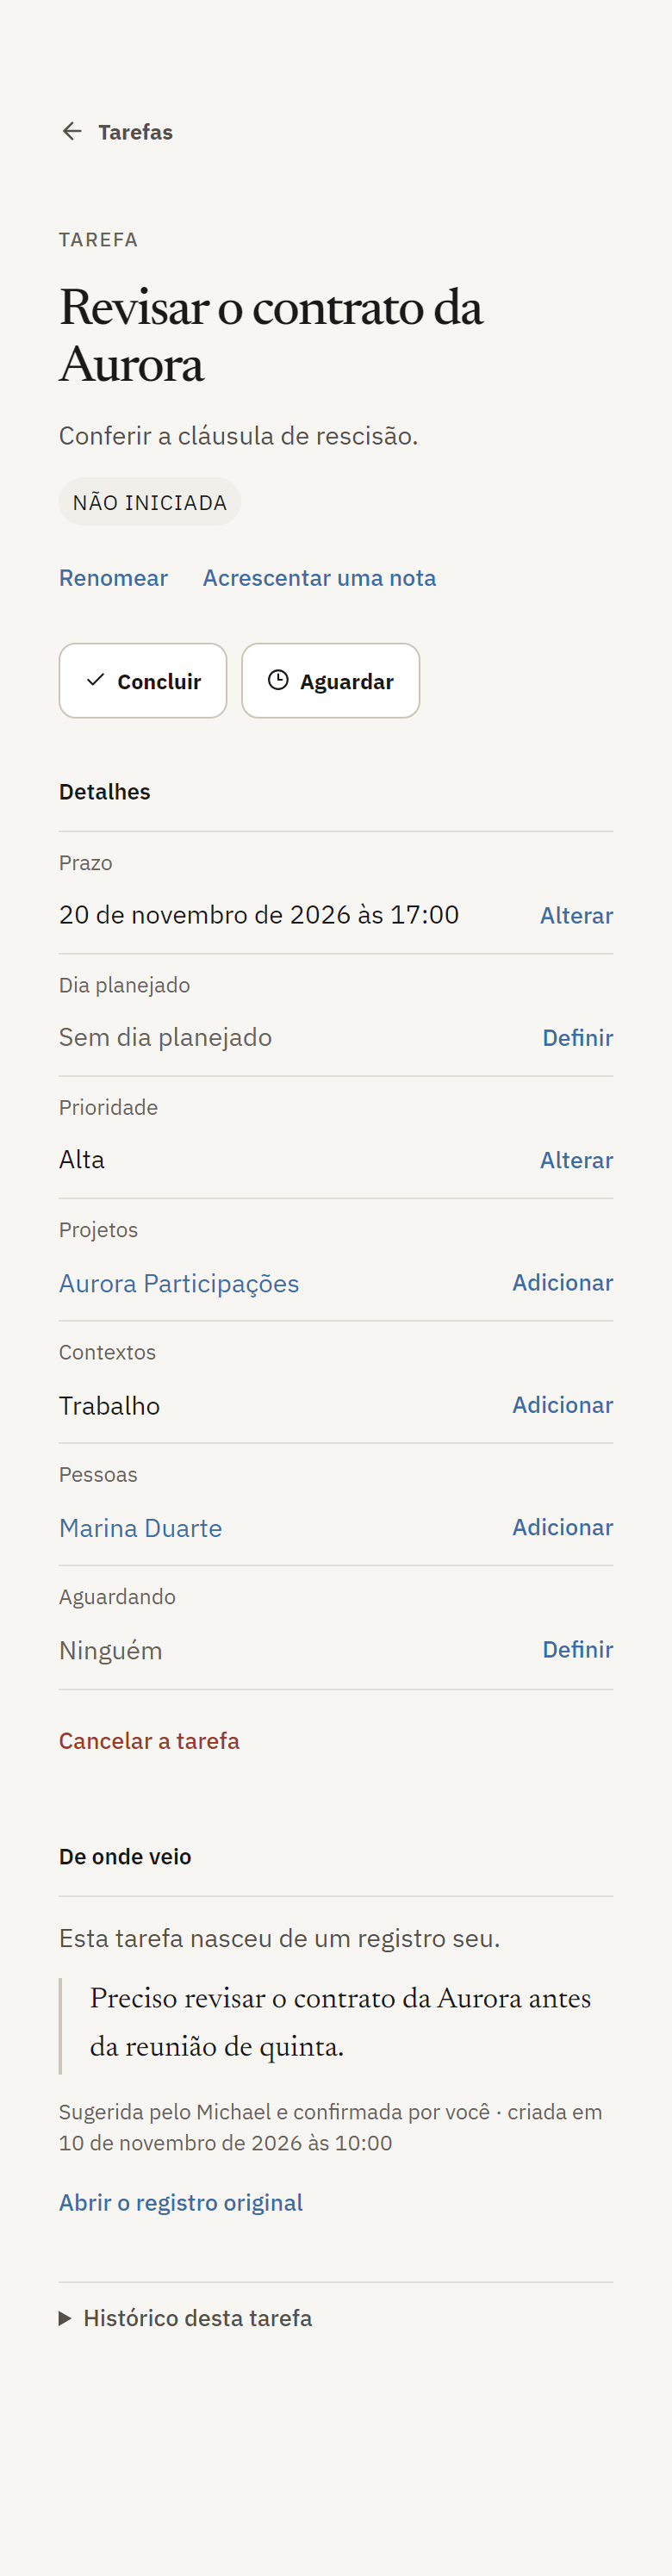 Tarefas
TAREFA
Revisar o contrato da
Aurora
Conferir a cláusula de rescisão.
NÃO INICIADA
Renomear Acrescentar uma nota
Concluir Aguardar
Detalhes
Prazo
20 de novembro de 2026 às 17:00 Alterar
Dia planejado
Sem dia planejado Definir
Prioridade
Alta Alterar
Projetos
Aurora Participações Adicionar
Contextos
Trabalho Adicionar
Pessoas
Marina Duarte Adicionar
Aguardando
Ninguém Definir
Cancelar a tarefa
De onde veio
Esta tarefa nasceu de um registro seu.
Preciso revisar o contrato da Aurora antes
da reunião de quinta.
Sugerida pelo Michael e confirmada por você · criada em
10 de novembro de 2026 às 10:00
Abrir o registro original
Histórico desta tarefa